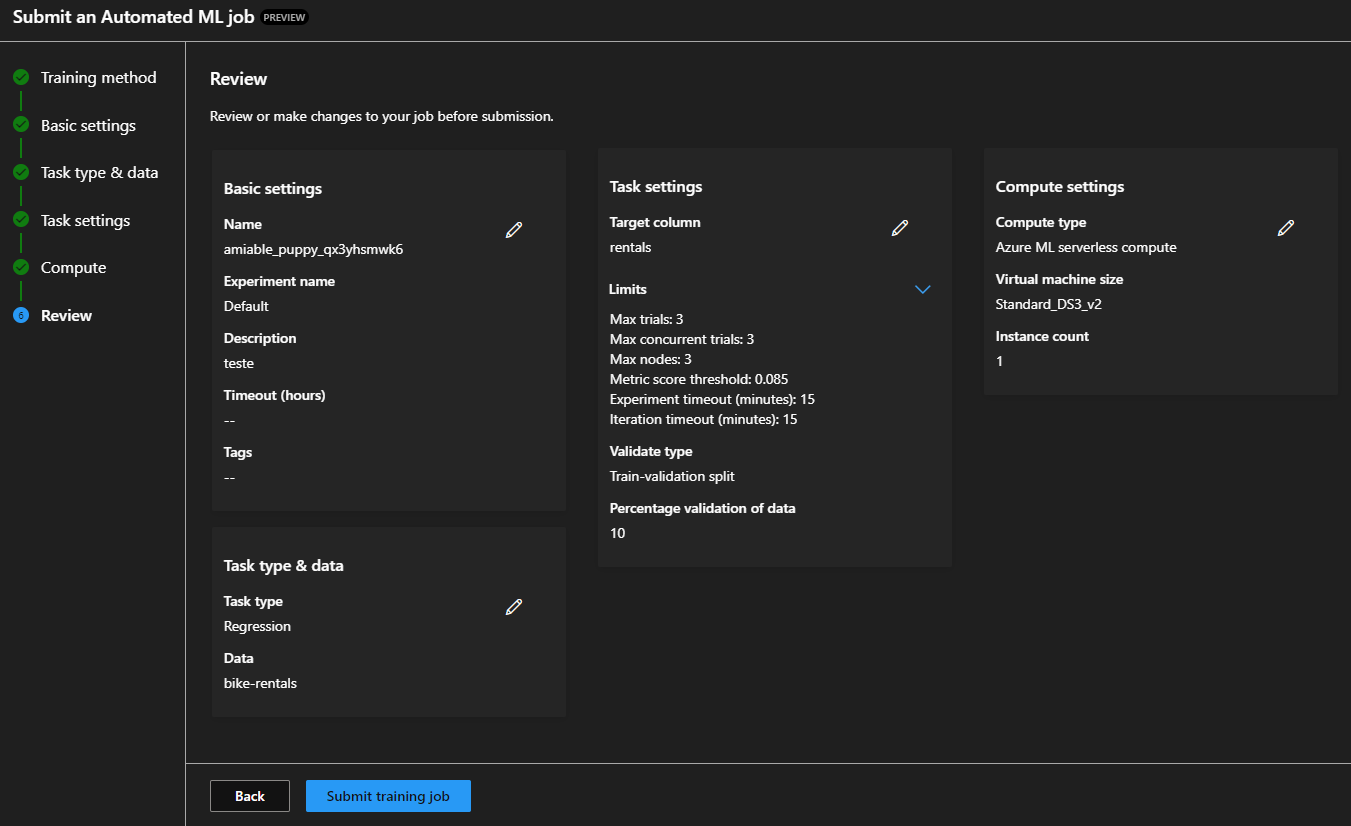 Submit an Automated ML job PREVIEW
Training method
Basic settings
Task type & data
Task settings
Compute
6 Review
Review
Review or make changes to your job before submission.
Basic settings
Name
amiable_puppy_qx3yhsmwk6
Experiment name
Default
Description
teste
Timeout (hours)
--
Tags
--
Task type & data
Task type
Regression
Data
bike-rentals
Task settings
Target column
rentals
Limits
Max trials: 3
Max concurrent trials: 3
Max nodes: 3
Metric score threshold: 0.085
Experiment timeout (minutes): 15
Iteration timeout (minutes): 15
Validate type
Train-validation split
Percentage validation of data
10
Compute settings
Compute type
Azure ML serverless compute
Virtual machine size
Standard_DS3_v2
Instance count
1
Back
Submit training job